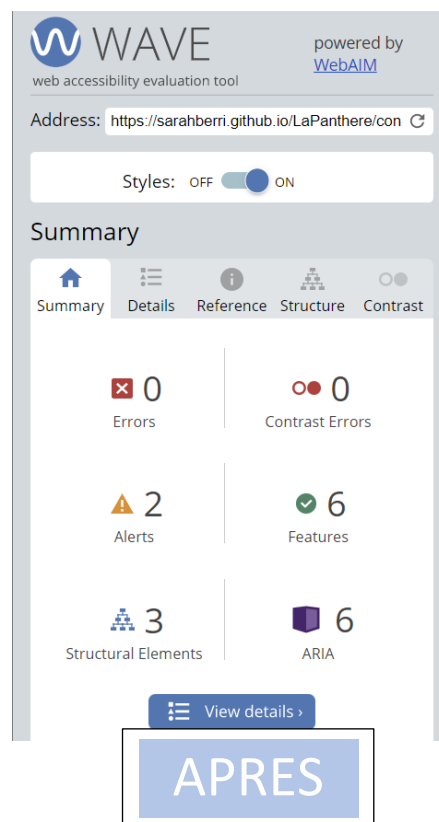 WAVE
powered by
WebAIM
web accessibility evaluation tool
Address: https://sarahberri.github.io/LaPanthere/con
Styles: OFF ON
Summary
Summary Details Reference Structure Contrast
0 0
Errors Contrast Errors
2 6
Alerts Features
3 6
Structural Elements ARIA
View details ›
APRES